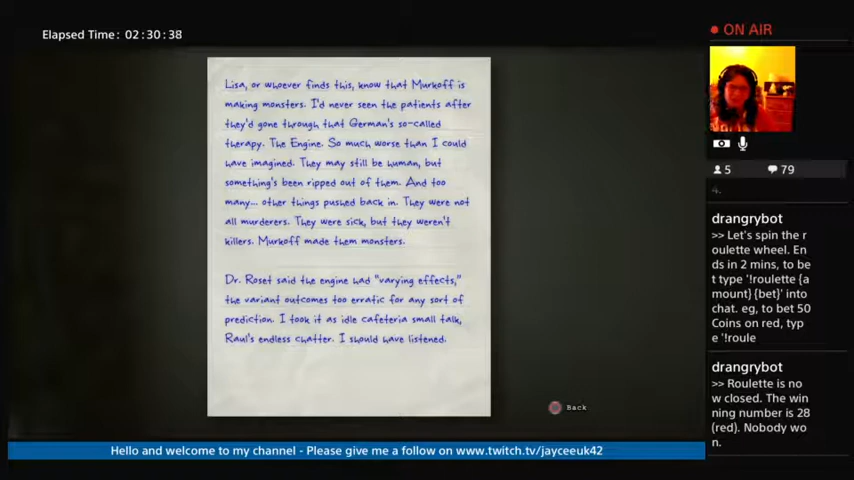 Elapsed Time: 02:30:38
ON AIR
Lisa, or whoever finds this, know that Murkoff is
making monsters. I'd never seen the patients after
they'd gone through that German's so-called
therapy. The Engine. So much worse than I could
have imagined. They may still be human, but
something's been ripped out of them. And too
many... other things pushed back in. They were not
all murderers. They were sick, but they weren't
killers. Murkoff made them monsters.
Dr. Roset said the engine had "varying effects,"
the variant outcomes too erratic for any sort of
prediction. I took it as idle cafeteria small talk,
Raul's endless chatter. I should have listened.
Back
5
79
4.
drangrybot
>> Let's spin the r
oulette wheel. En
ds in 2 mins, to be
t type '!roulette {a
mount} {bet}' into
chat. eg, to bet 50
Coins on red, typ
e '!roule
drangrybot
>> Roulette is no
w closed. The win
ning number is 28
(red). Nobody wo
n.
Hello and welcome to my channel - Please give me a follow on www.twitch.tv/jayceeuk42